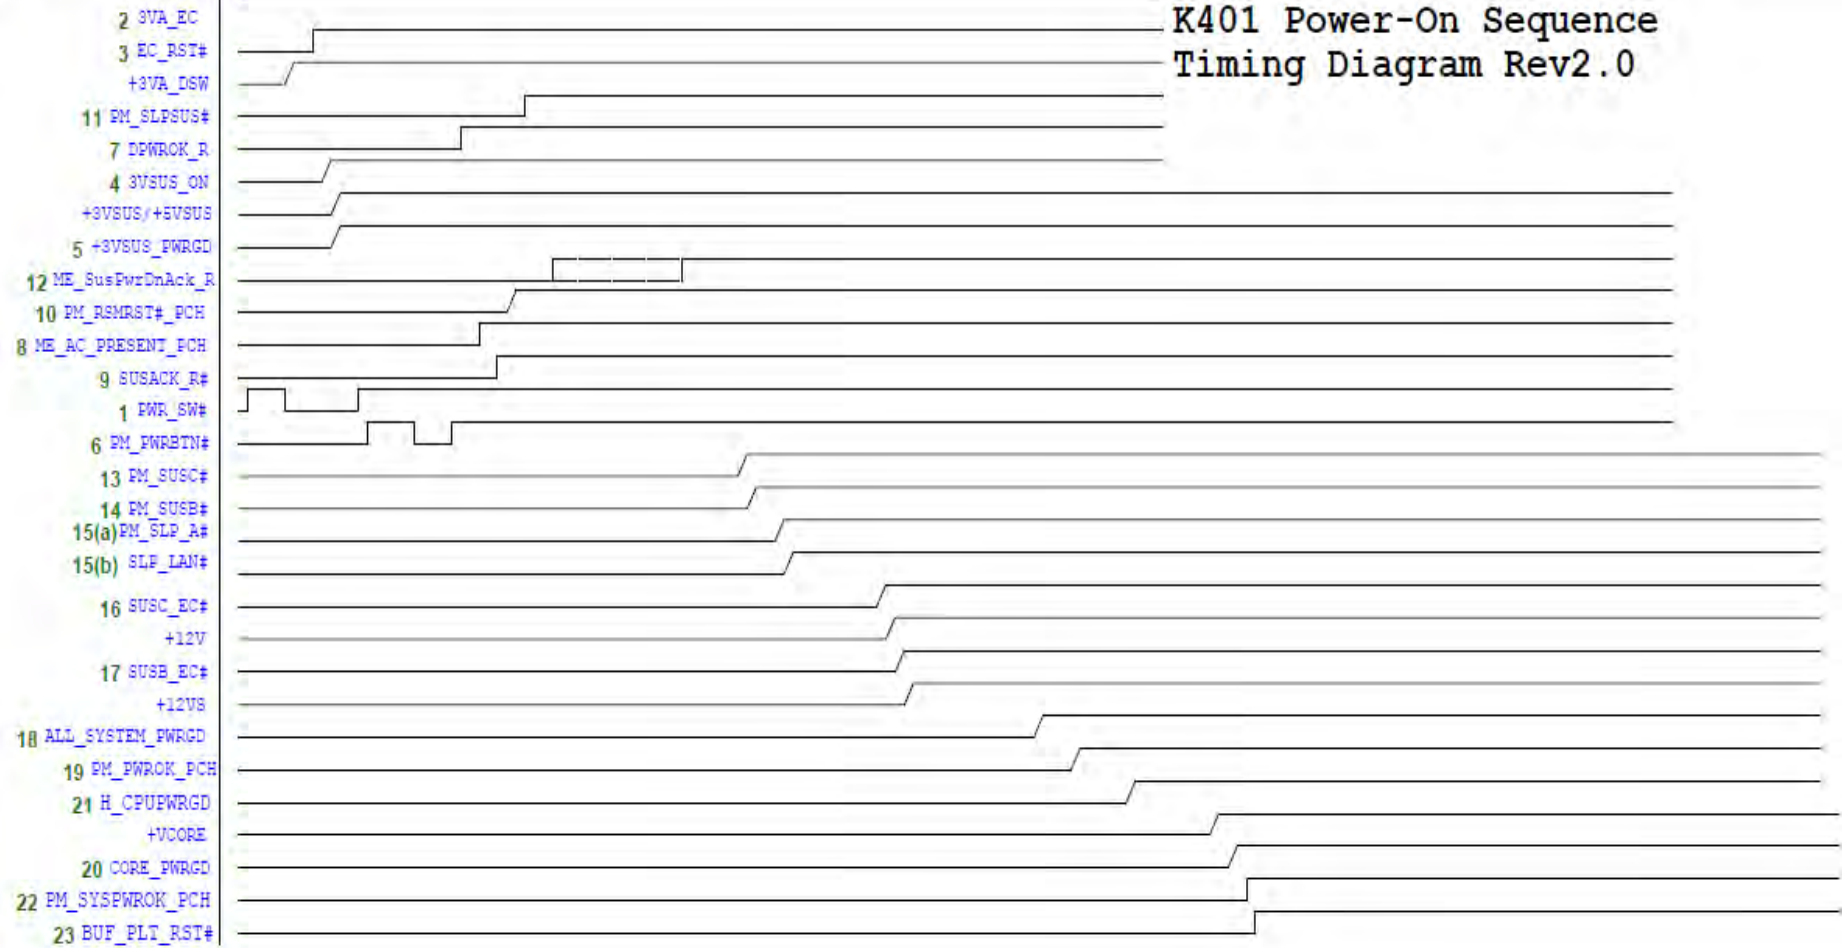 K401 Power-On Sequence
Timing Diagram Rev2.0
2 3VA_EC
3 EC_RST#
+3VA_DSW
11 PM_SLPSUS#
7 DPWROK_R
4 3VSUS_ON
+3VSUS/+5VSUS
5 +3VSUS_PWRGD
12 ME_SusPwrDnAck_R
10 PM_RSMRST#_PCH
8 ME_AC_PRESENT_PCH
9 SUSACK_R#
1 PWR_SW#
6 PM_PWRBTN#
13 PM_SUSC#
14 PM_SUSB#
15(a) PM_SLP_A#
15(b) SLP_LAN#
16 SUSC_EC#
+12V
17 SUSB_EC#
+12VS
18 ALL_SYSTEM_PWRGD
19 PM_PWROK_PCH
21 H_CPUPWRGD
+VCORE
20 CORE_PWRGD
22 PM_SYSPWROK_PCH
23 BUF_PLT_RST#